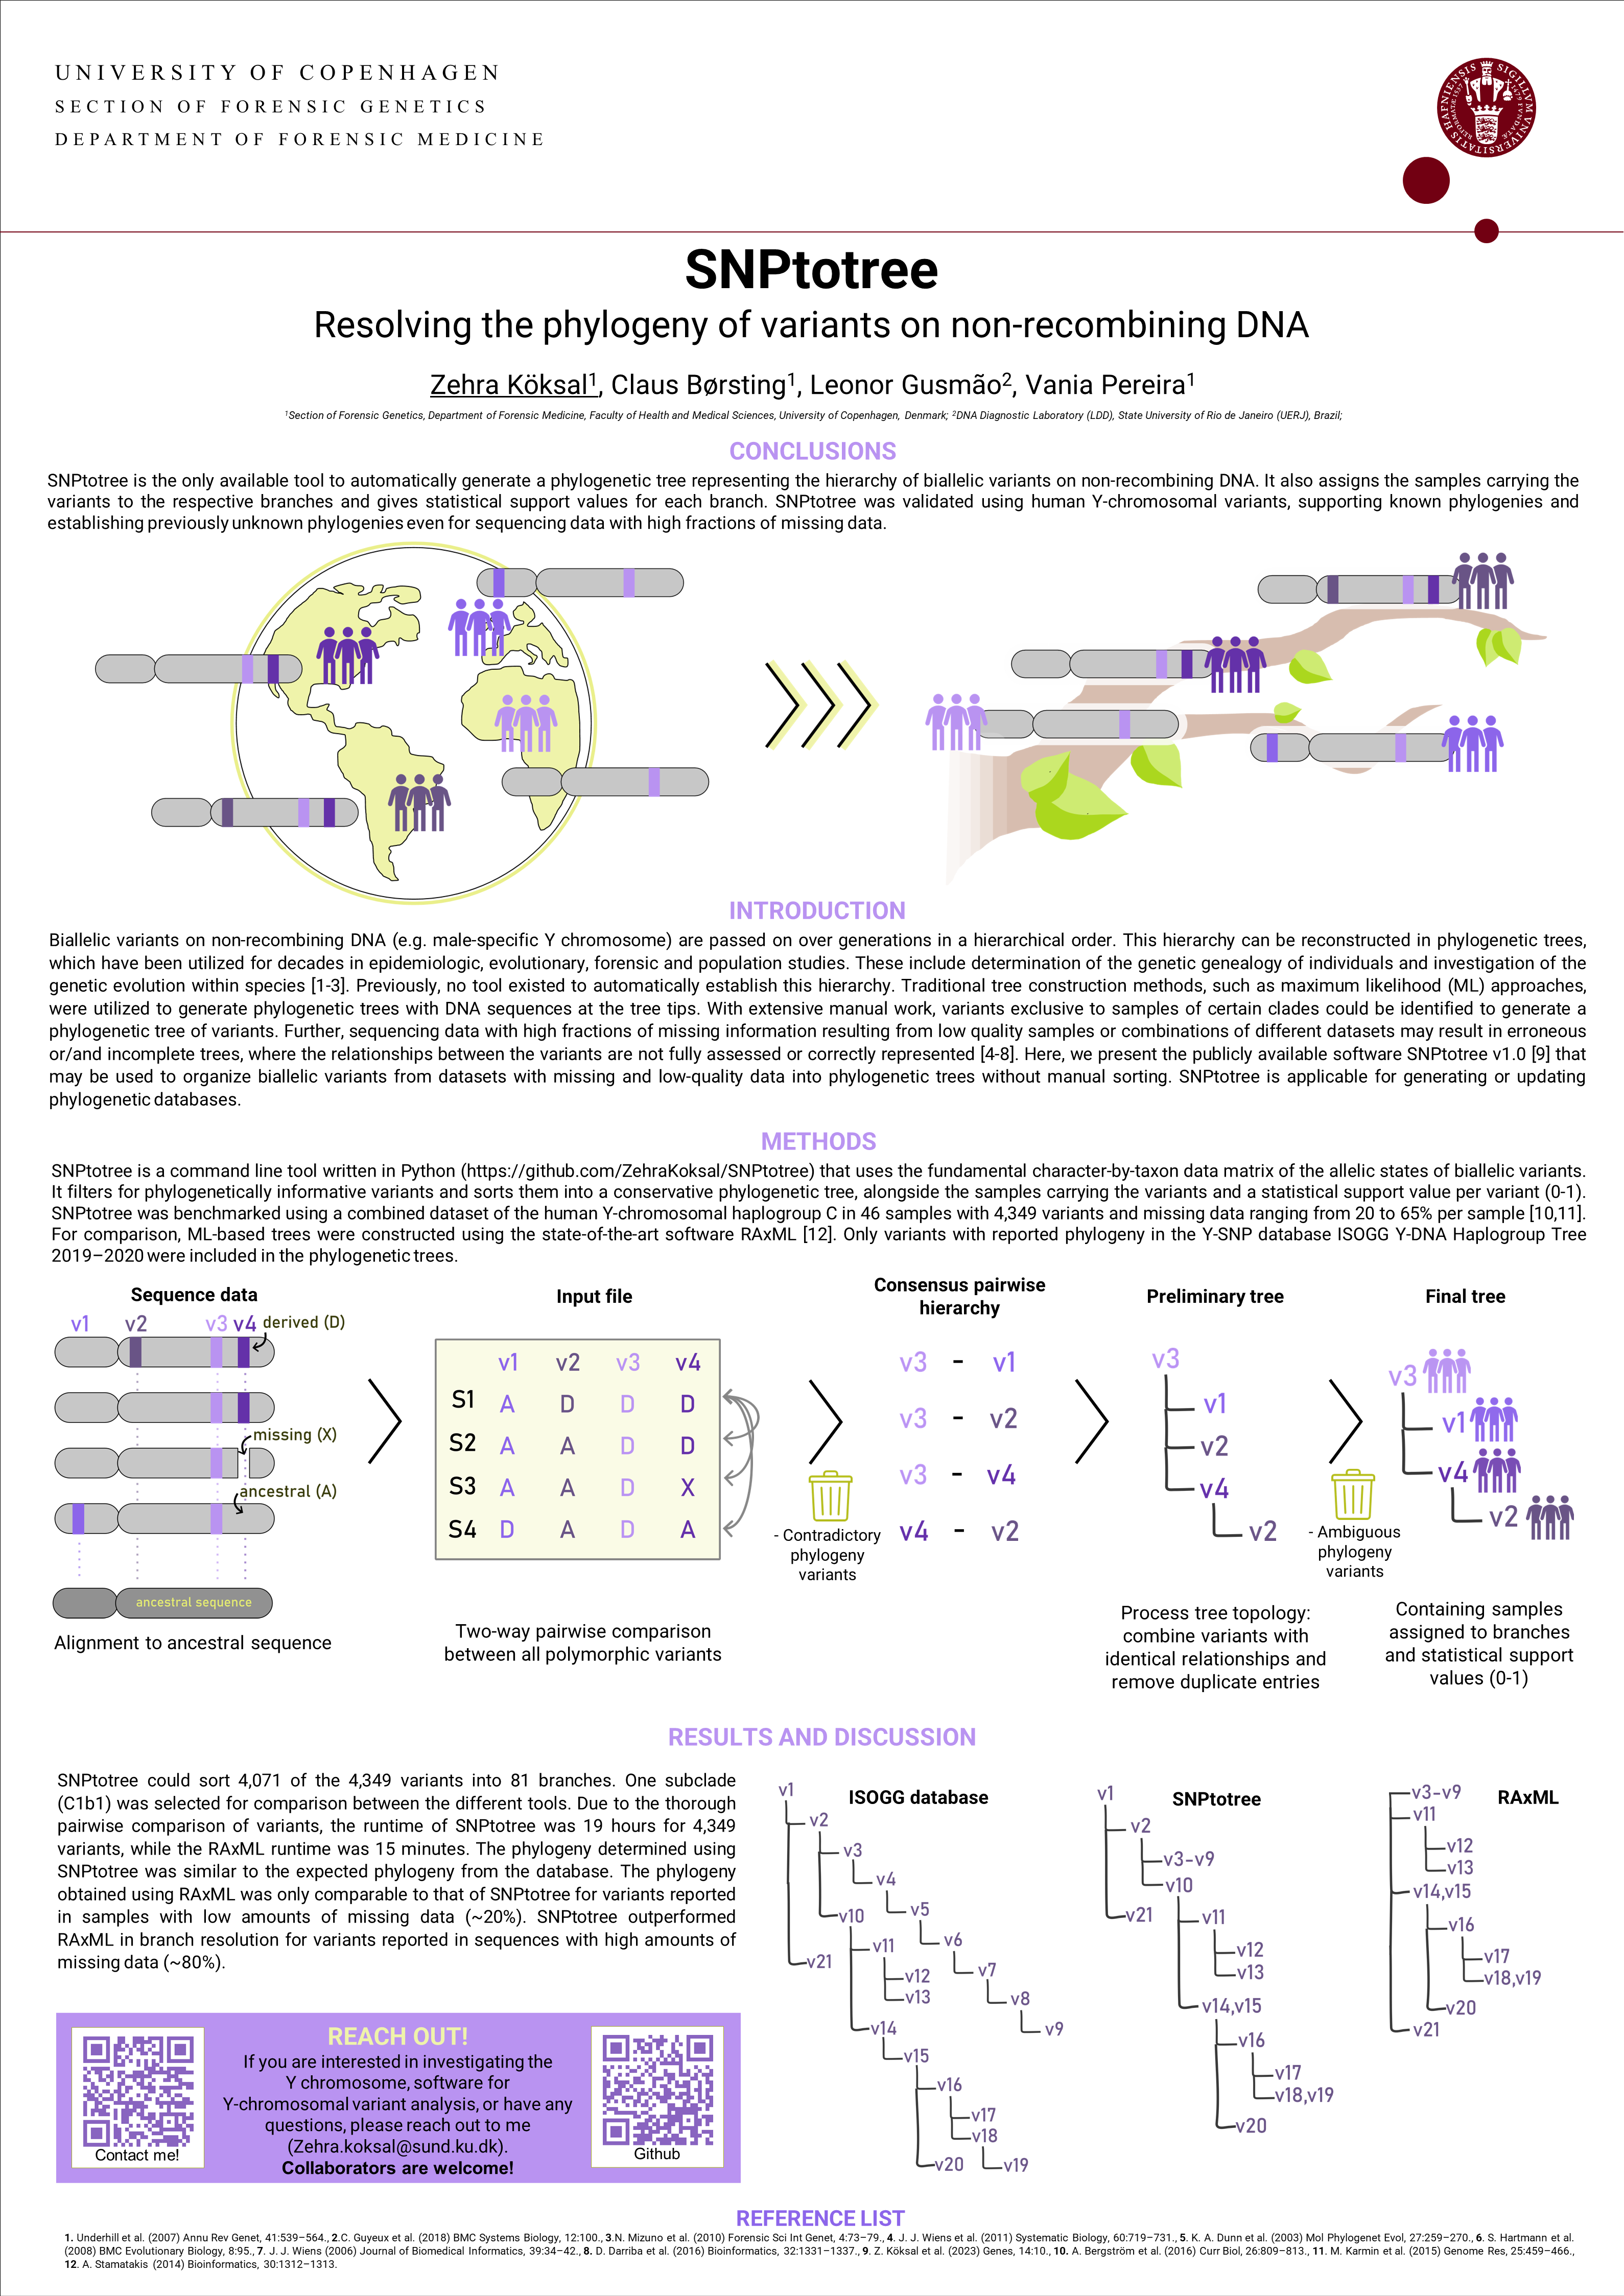 UNIVERSITY OF COPENHAGEN
SECTION OF FORENSIC GENETICS
DEPARTMENT OF FORENSIC MEDICINE
SNPtotree
Resolving the phylogeny of variants on non-recombining DNA
Zehra Köksal¹, Claus Børsting¹, Leonor Gusmão², Vania Pereira¹
¹Section of Forensic Genetics, Department of Forensic Medicine, Faculty of Health and Medical Sciences, University of Copenhagen, Denmark; ²DNA Diagnostic Laboratory (LDD), State University of Rio de Janeiro (UERJ), Brazil;
CONCLUSIONS
SNPtotree is the only available tool to automatically generate a phylogenetic tree representing the hierarchy of biallelic variants on non-recombining DNA. It also assigns the samples carrying the
variants to the respective branches and gives statistical support values for each branch. SNPtotree was validated using human Y-chromosomal variants, supporting known phylogenies and
establishing previously unknown phylogenies even for sequencing data with high fractions of missing data.
INTRODUCTION
Biallelic variants on non-recombining DNA (e.g. male-specific Y chromosome) are passed on over generations in a hierarchical order. This hierarchy can be reconstructed in phylogenetic trees,
which have been utilized for decades in epidemiologic, evolutionary, forensic and population studies. These include determination of the genetic genealogy of individuals and investigation of the
genetic evolution within species [1-3]. Previously, no tool existed to automatically establish this hierarchy. Traditional tree construction methods, such as maximum likelihood (ML) approaches,
were utilized to generate phylogenetic trees with DNA sequences at the tree tips. With extensive manual work, variants exclusive to samples of certain clades could be identified to generate a
phylogenetic tree of variants. Further, sequencing data with high fractions of missing information resulting from low quality samples or combinations of different datasets may result in erroneous
or/and incomplete trees, where the relationships between the variants are not fully assessed or correctly represented [4-8]. Here, we present the publicly available software SNPtotree v1.0 [9] that
may be used to organize biallelic variants from datasets with missing and low-quality data into phylogenetic trees without manual sorting. SNPtotree is applicable for generating or updating
phylogenetic databases.
METHODS
SNPtotree is a command line tool written in Python (https://github.com/ZehraKoksal/SNPtotree) that uses the fundamental character-by-taxon data matrix of the allelic states of biallelic variants.
It filters for phylogenetically informative variants and sorts them into a conservative phylogenetic tree, alongside the samples carrying the variants and a statistical support value per variant (0-1).
SNPtotree was benchmarked using a combined dataset of the human Y-chromosomal haplogroup C in 46 samples with 4,349 variants and missing data ranging from 20 to 65% per sample [10,11].
For comparison, ML-based trees were constructed using the state-of-the-art software RAxML [12]. Only variants with reported phylogeny in the Y-SNP database ISOGG Y-DNA Haplogroup Tree
2019–2020 were included in the phylogenetic trees.
Sequence data
v1 v2 v3 v4 derived (D)
missing (X)
ancestral (A)
ancestral sequence
Alignment to ancestral sequence
Input file
v1 v2 v3 v4
S1 A D D D
S2 A A D D
S3 A A D X
S4 D A D A
Two-way pairwise comparison
between all polymorphic variants
- Contradictory
phylogeny
variants
Consensus pairwise
hierarchy
v3 - v1
v3 - v2
v3 - v4
v4 - v2
Preliminary tree
v3
v1
v2
v4
v2
Process tree topology:
combine variants with
identical relationships and
remove duplicate entries
- Ambiguous
phylogeny
variants
Final tree
v3
v1
v4
v2
Containing samples
assigned to branches
and statistical support
values (0-1)
RESULTS AND DISCUSSION
SNPtotree could sort 4,071 of the 4,349 variants into 81 branches. One subclade
(C1b1) was selected for comparison between the different tools. Due to the thorough
pairwise comparison of variants, the runtime of SNPtotree was 19 hours for 4,349
variants, while the RAxML runtime was 15 minutes. The phylogeny determined using
SNPtotree was similar to the expected phylogeny from the database. The phylogeny
obtained using RAxML was only comparable to that of SNPtotree for variants reported
in samples with low amounts of missing data (~20%). SNPtotree outperformed
RAxML in branch resolution for variants reported in sequences with high amounts of
missing data (~80%).
REACH OUT!
If you are interested in investigating the
Y chromosome, software for
Y-chromosomal variant analysis, or have any
questions, please reach out to me
(Zehra.koksal@sund.ku.dk).
Collaborators are welcome!
Contact me!
Github
ISOGG database
v1
v2
v3
v4
v5
v6
v7
v8
v9
v10
v11
v12
v13
v14
v15
v16
v17
v18
v19
v20
v21
SNPtotree
v1
v2
v3-v9
v10
v11
v12
v13
v14,v15
v16
v17
v18,v19
v20
v21
RAxML
v3-v9
v11
v12
v13
v14,v15
v16
v17
v18,v19
v20
v21
REFERENCE LIST
1. Underhill et al. (2007) Annu Rev Genet, 41:539–564., 2.C. Guyeux et al. (2018) BMC Systems Biology, 12:100., 3.N. Mizuno et al. (2010) Forensic Sci Int Genet, 4:73–79., 4. J. J. Wiens et al. (2011) Systematic Biology, 60:719–731., 5. K. A. Dunn et al. (2003) Mol Phylogenet Evol, 27:259–270., 6. S. Hartmann et al.
(2008) BMC Evolutionary Biology, 8:95., 7. J. J. Wiens (2006) Journal of Biomedical Informatics, 39:34–42., 8. D. Darriba et al. (2016) Bioinformatics, 32:1331–1337., 9. Z. Köksal et al. (2023) Genes, 14:10., 10. A. Bergström et al. (2016) Curr Biol, 26:809–813., 11. M. Karmin et al. (2015) Genome Res, 25:459–466.,
12. A. Stamatakis (2014) Bioinformatics, 30:1312–1313.